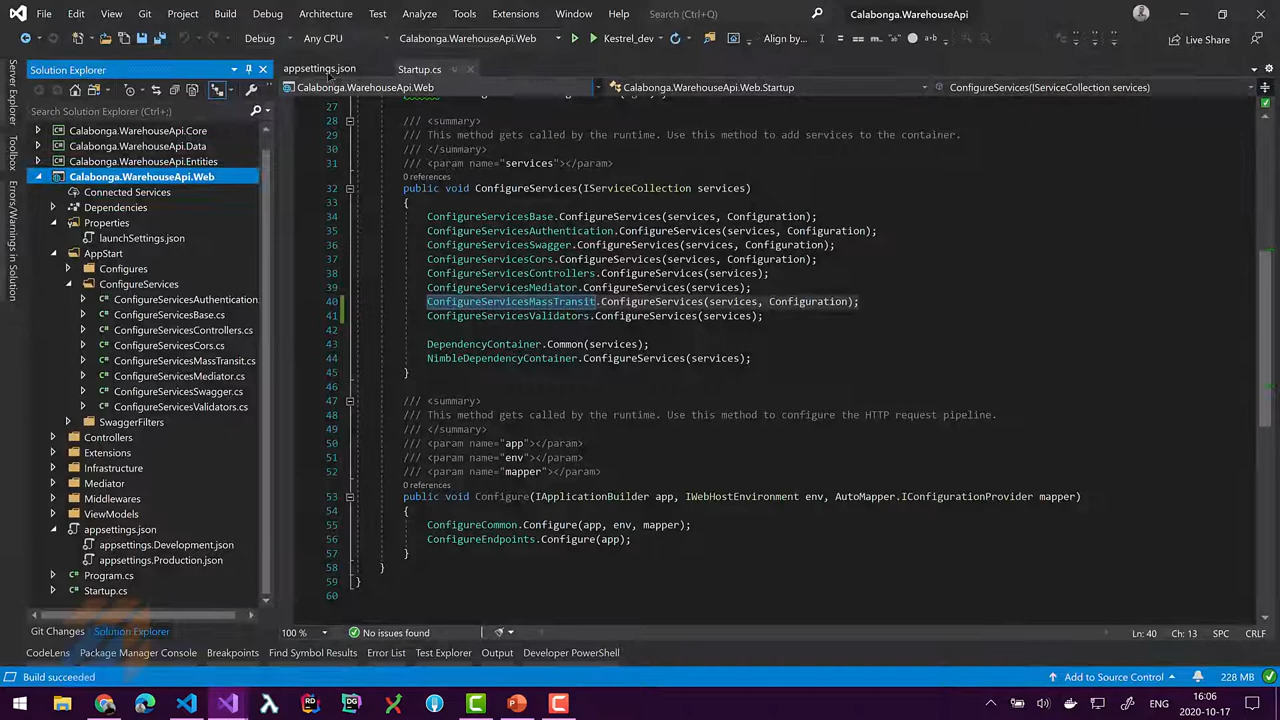 File Edit View Git Project Build Debug Architecture Test Analyze Tools Extensions Window Help Search (Ctrl+Q) Calabonga.WarehouseApi
Debug Any CPU Calabonga.WarehouseApi.Web Kestrel_dev Align by... Live Share
Solution Explorer
Search Solution Explorer (Ctrl+;)
Calabonga.WarehouseApi.Core
Calabonga.WarehouseApi.Data
Calabonga.WarehouseApi.Entities
Calabonga.WarehouseApi.Web
Connected Services
Dependencies
Properties
launchSettings.json
AppStart
Configures
ConfigureServices
ConfigureServicesAuthentication.
ConfigureServicesBase.cs
ConfigureServicesControllers.cs
ConfigureServicesCors.cs
ConfigureServicesMassTransit.cs
ConfigureServicesMediator.cs
ConfigureServicesSwagger.cs
ConfigureServicesValidators.cs
SwaggerFilters
Controllers
Extensions
Infrastructure
Mediator
Middlewares
ViewModels
appsettings.json
appsettings.Development.json
appsettings.Production.json
Program.cs
Startup.cs
Git Changes Solution Explorer
Server Explorer
Toolbox
Errors/Warnings in Solution
appsettings.json Startup.cs
Calabonga.WarehouseApi.Web Calabonga.WarehouseApi.Web.Startup ConfigureServices(IServiceCollection services)
27
28 /// <summary>
29 /// This method gets called by the runtime. Use this method to add services to the container.
30 /// </summary>
31 /// <param name="services"></param>
0 references
32 public void ConfigureServices(IServiceCollection services)
33 {
34 ConfigureServicesBase.ConfigureServices(services, Configuration);
35 ConfigureServicesAuthentication.ConfigureServices(services, Configuration);
36 ConfigureServicesSwagger.ConfigureServices(services, Configuration);
37 ConfigureServicesCors.ConfigureServices(services, Configuration);
38 ConfigureServicesControllers.ConfigureServices(services);
39 ConfigureServicesMediator.ConfigureServices(services);
40 ConfigureServicesMassTransit.ConfigureServices(services, Configuration);
41 ConfigureServicesValidators.ConfigureServices(services);
42
43 DependencyContainer.Common(services);
44 NimbleDependencyContainer.ConfigureServices(services);
45 }
46
47 /// <summary>
48 /// This method gets called by the runtime. Use this method to configure the HTTP request pipeline.
49 /// </summary>
50 /// <param name="app"></param>
51 /// <param name="env"></param>
52 /// <param name="mapper"></param>
0 references
53 public void Configure(IApplicationBuilder app, IWebHostEnvironment env, AutoMapper.IConfigurationProvider mapper)
54 {
55 ConfigureCommon.Configure(app, env, mapper);
56 ConfigureEndpoints.Configure(app);
57 }
58 }
59 }
60
100 % No issues found Ln: 40 Ch: 13 SPC CRLF
CodeLens Package Manager Console Breakpoints Find Symbol Results Error List Test Explorer Output Developer PowerShell
Build succeeded Add to Source Control 228 MB
ENG 16:06
2020-10-17